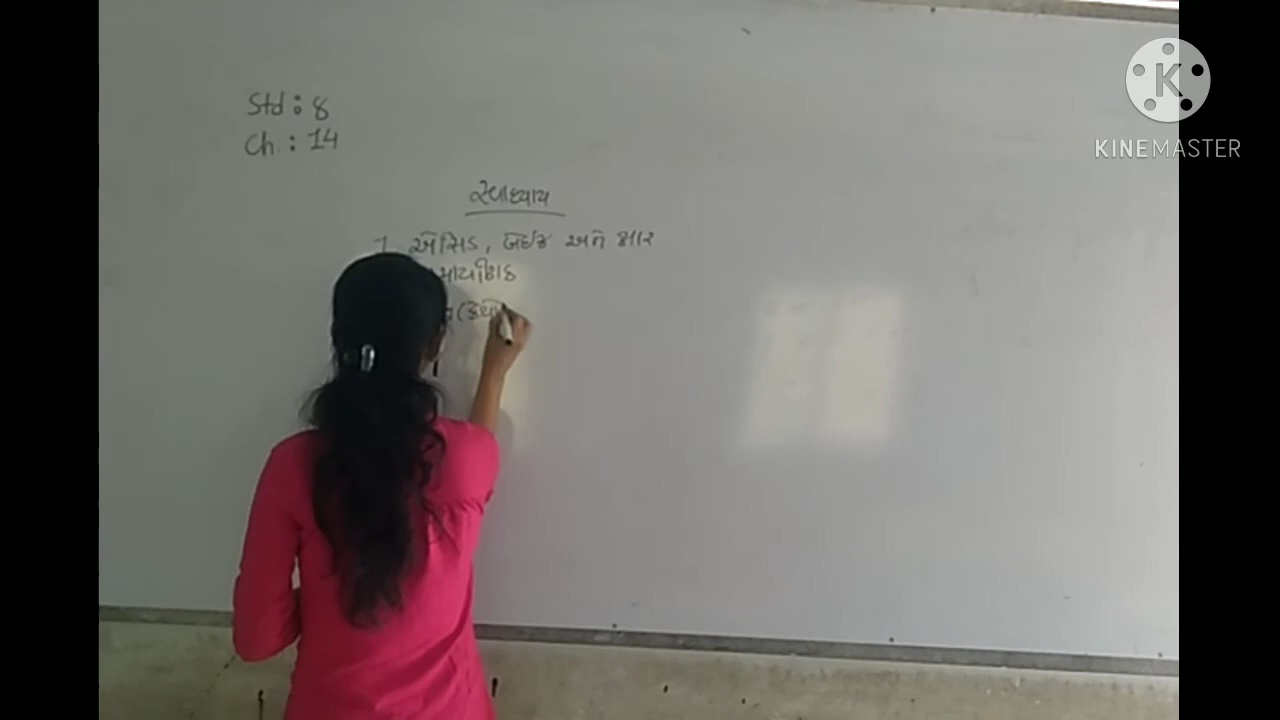 Std : 8
Ch. : 14
સ્વાધ્યાય
1. એસિડ, બેઇઝ અને ક્ષાર
KINEMASTER